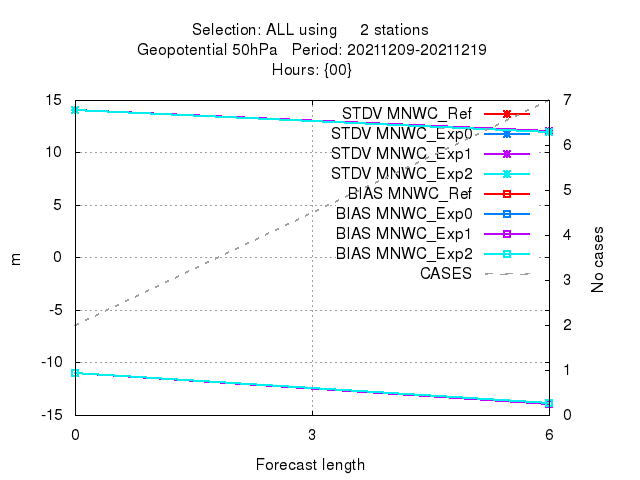 Selection: ALL using 2 stations
Geopotential 50hPa Period: 20211209-20211219
Hours: {00}
15
10
5
0
-5
-10
-15
7
6
5
4
3
2
1
0
0
3
6
m
No cases
Forecast length
STDV MNWC_Ref
STDV MNWC_Exp0
STDV MNWC_Exp1
STDV MNWC_Exp2
BIAS MNWC_Ref
BIAS MNWC_Exp0
BIAS MNWC_Exp1
BIAS MNWC_Exp2
CASES